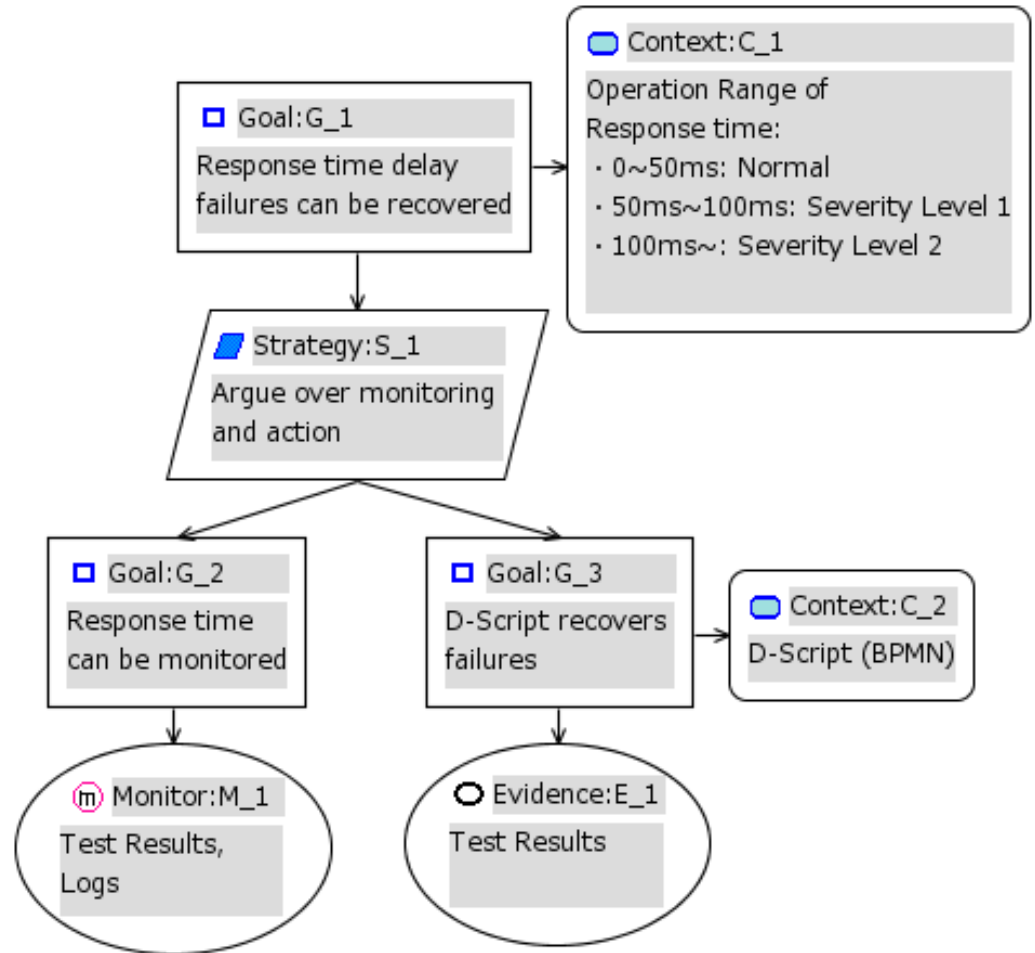 Context:C_1
Operation Range of
Response time:
・0~50ms: Normal
・50ms~100ms: Severity Level 1
・100ms~: Severity Level 2
Goal:G_1
Response time delay
failures can be recovered
Strategy:S_1
Argue over monitoring
and action
Goal:G_2
Response time
can be monitored
Goal:G_3
D-Script recovers
failures
Context:C_2
D-Script (BPMN)
m Monitor:M_1
Test Results,
Logs
Evidence:E_1
Test Results